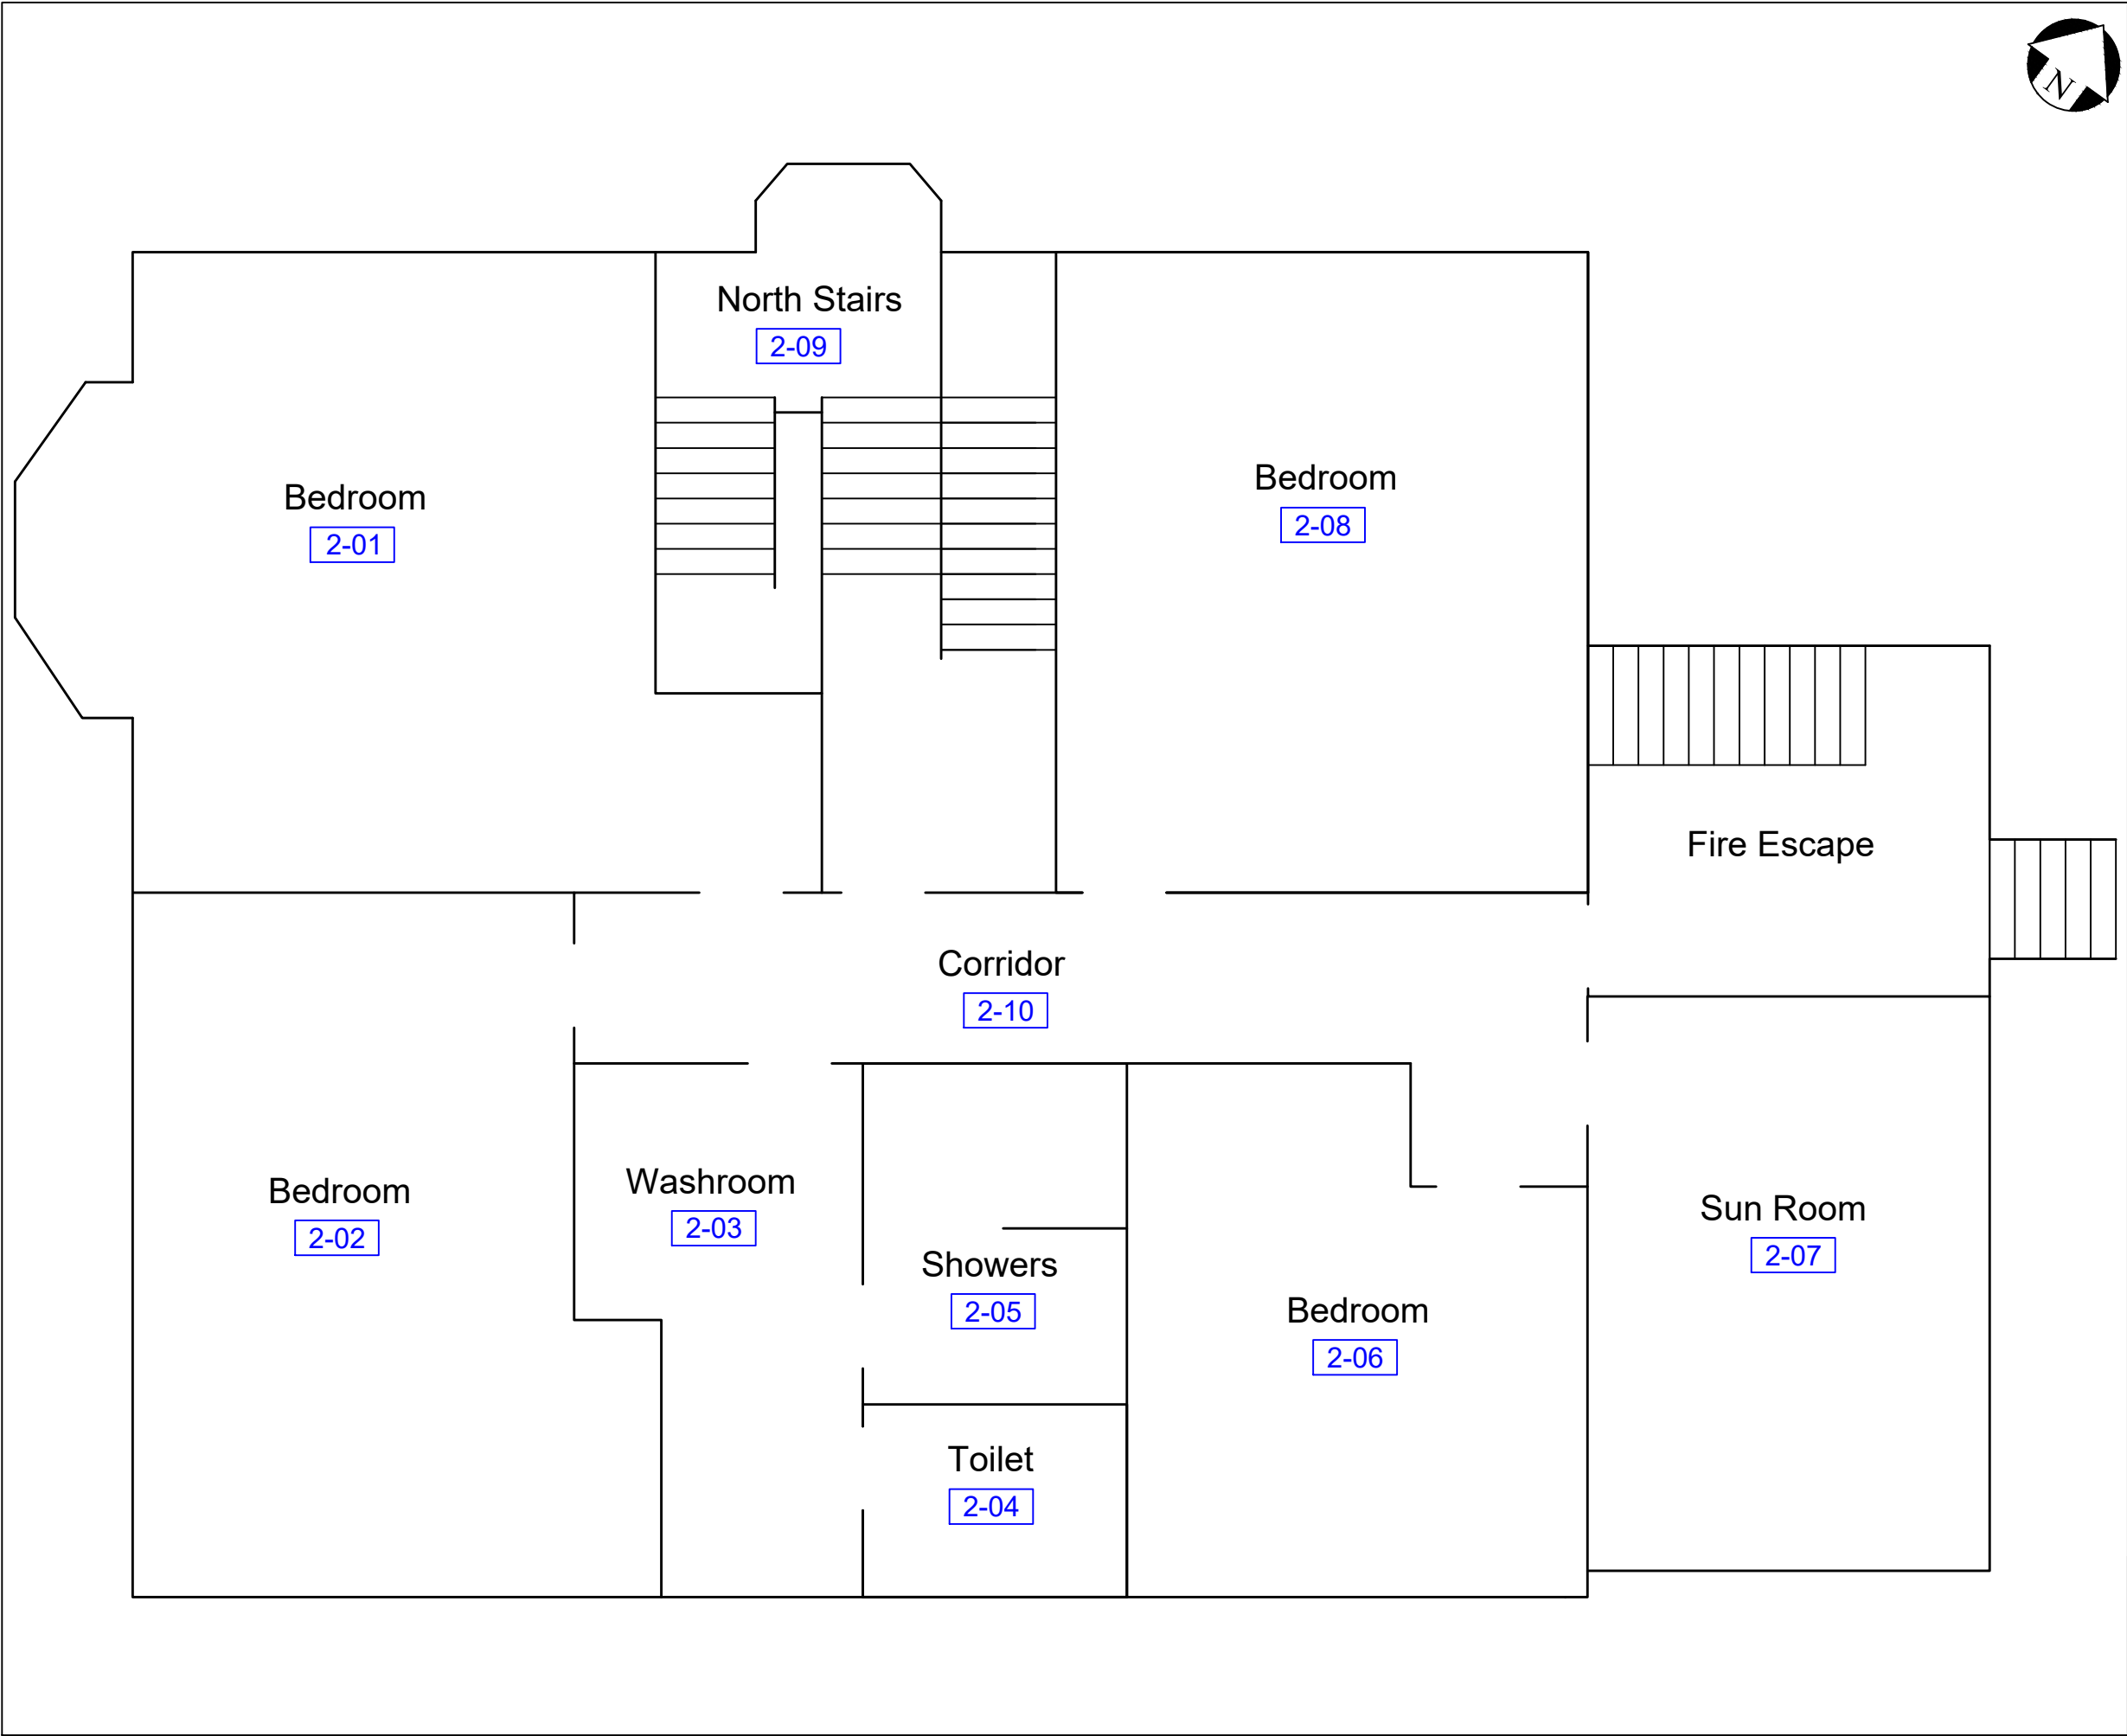 N
North Stairs
2-09
Bedroom
2-01
Bedroom
2-08
Fire Escape
Corridor
2-10
Bedroom
2-02
Washroom
2-03
Showers
2-05
Toilet
2-04
Bedroom
2-06
Sun Room
2-07